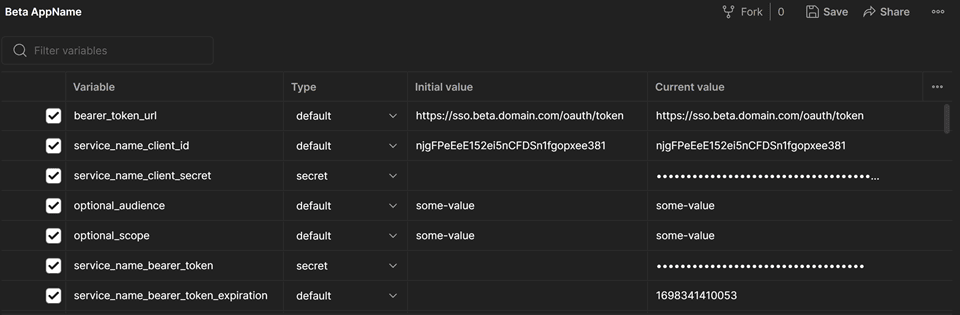 Beta AppName Fork 0 Save Share
Filter variables
Variable Type Initial value Current value
bearer_token_url default https://sso.beta.domain.com/oauth/token https://sso.beta.domain.com/oauth/token
service_name_client_id default njgFPeEeE152ei5nCFDSn1fgopxee381 njgFPeEeE152ei5nCFDSn1fgopxee381
service_name_client_secret secret ••••••••••••••••••••••••••••••••••••...
optional_audience default some-value some-value
optional_scope default some-value some-value
service_name_bearer_token secret •••••••••••••••••••••••••••••••••••
service_name_bearer_token_expiration default 1698341410053